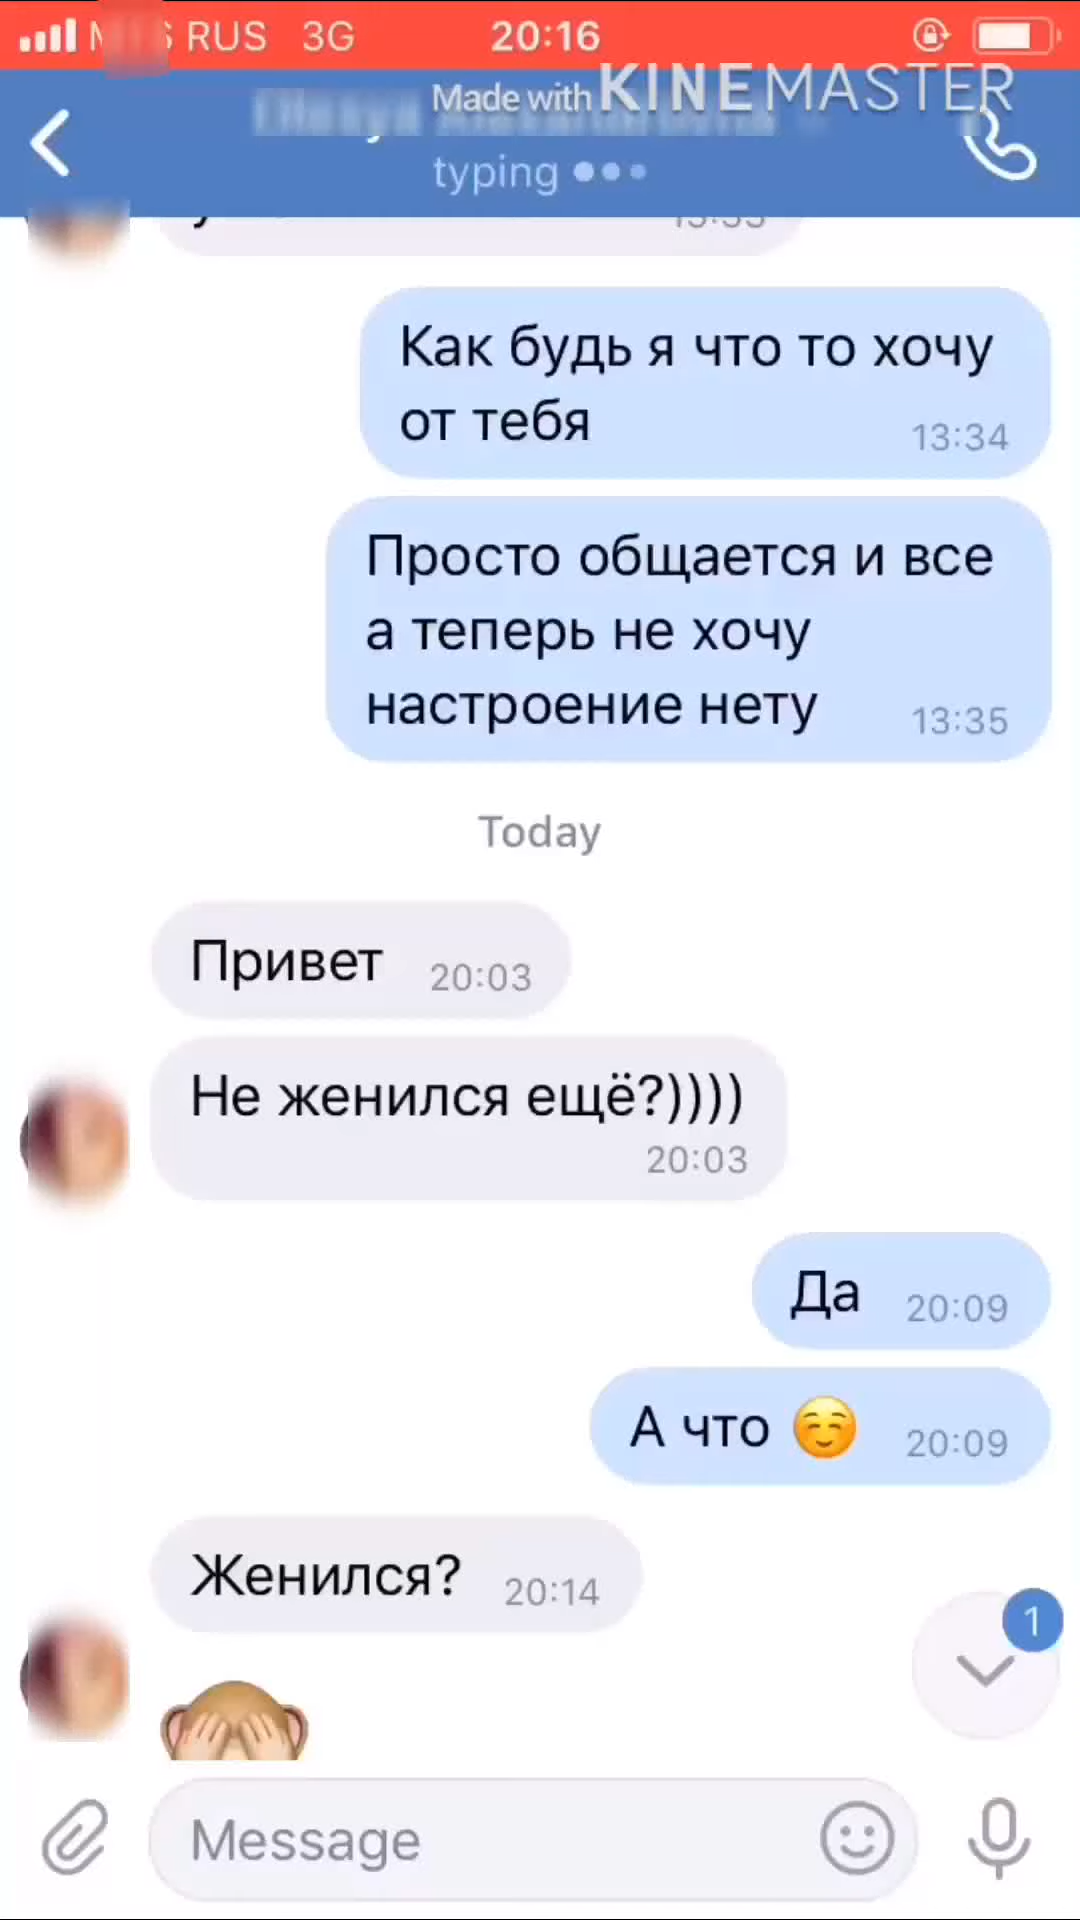 RUS 3G 20:16
Made with KINEMASTER
typing
Как будь я что то хочу
от тебя 13:34
Просто общается и все
а теперь не хочу
настроение нету 13:35
Today
Привет 20:03
Не женился ещё?))))
20:03
Да 20:09
А что ☺️ 20:09
Женился? 20:14
1
🙈
Message